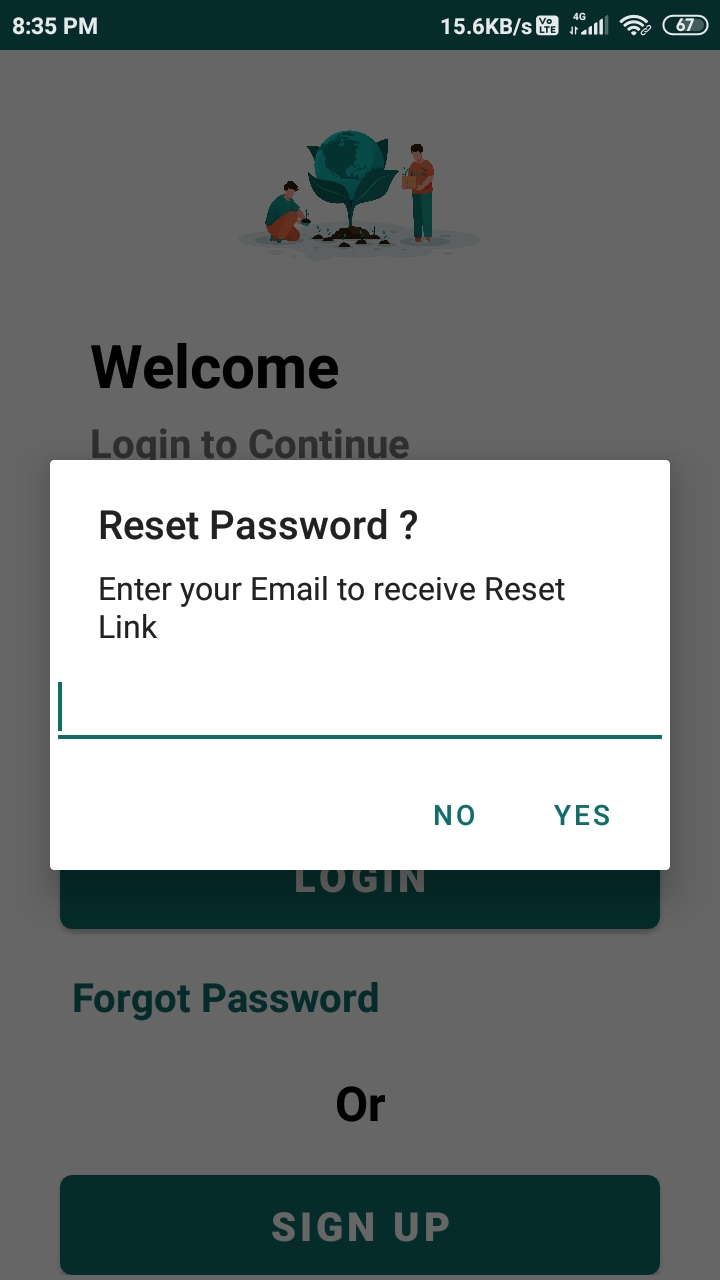 8:35 PM 15.6KB/s Vo LTE 4G 67
Welcome
Login to Continue
Reset Password ?
Enter your Email to receive Reset
Link
NO YES
LOGIN
Forgot Password
Or
SIGN UP